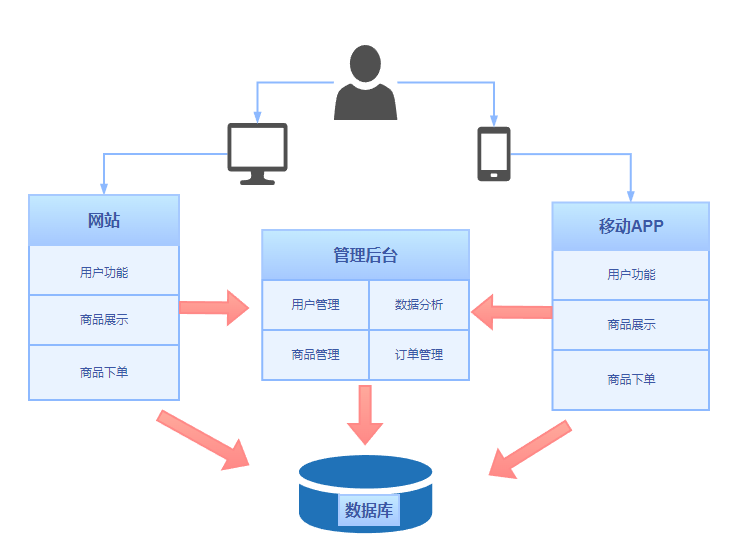 网站
用户功能
商品展示
商品下单
管理后台
用户管理
数据分析
商品管理
订单管理
移动APP
用户功能
商品展示
商品下单
数据库